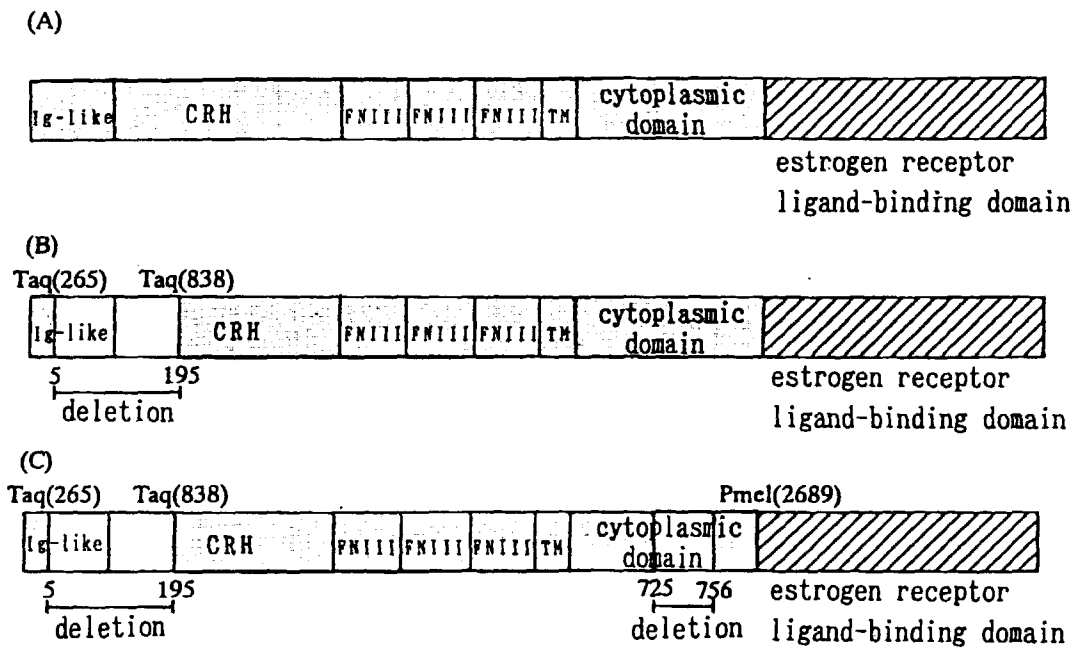 (A)
Ig-like CRH FNIII FNIII FNIII TM cytoplasmic domain
estrogen receptor
ligand-binding domain
(B)
Taq(265) Taq(838)
Ig-like CRH FNIII FNIII FNIII TM cytoplasmic domain
5 195
deletion
estrogen receptor
ligand-binding domain
(C)
Taq(265) Taq(838) Pmel(2689)
Ig-like CRH FNIII FNIII FNIII TM cytoplasmic domain
5 195 725 756
deletion deletion
estrogen receptor
ligand-binding domain